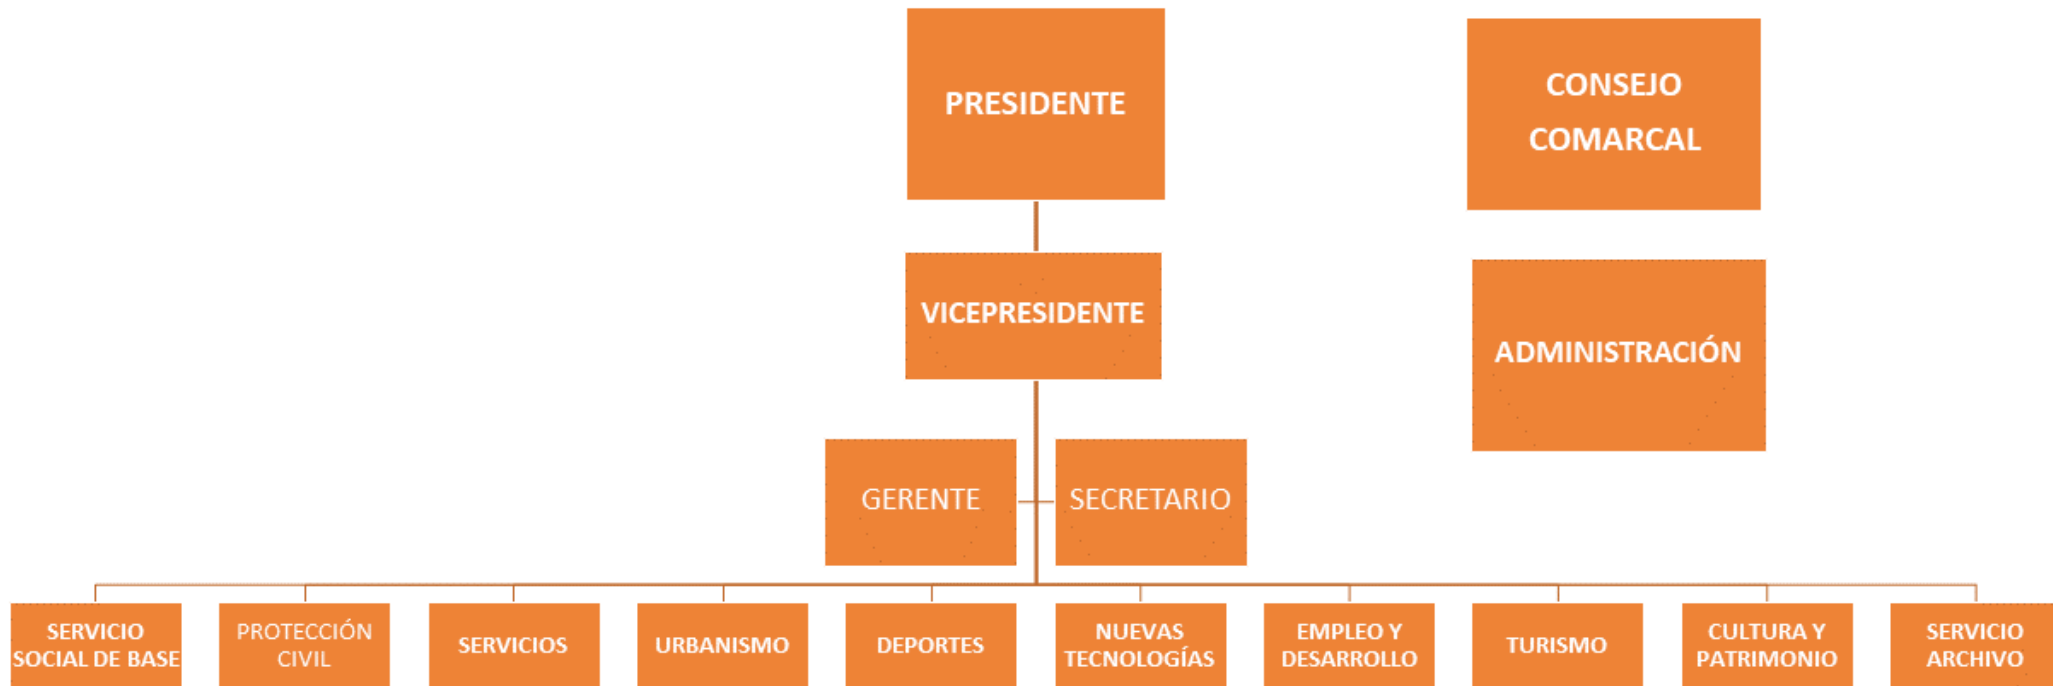 PRESIDENTE
CONSEJO
COMARCAL
VICEPRESIDENTE
ADMINISTRACIÓN
GERENTE
SECRETARIO
SERVICIO
SOCIAL DE BASE
PROTECCIÓN
CIVIL
SERVICIOS
URBANISMO
DEPORTES
NUEVAS
TECNOLOGÍAS
EMPLEO Y
DESARROLLO
TURISMO
CULTURA Y
PATRIMONIO
SERVICIO
ARCHIVO